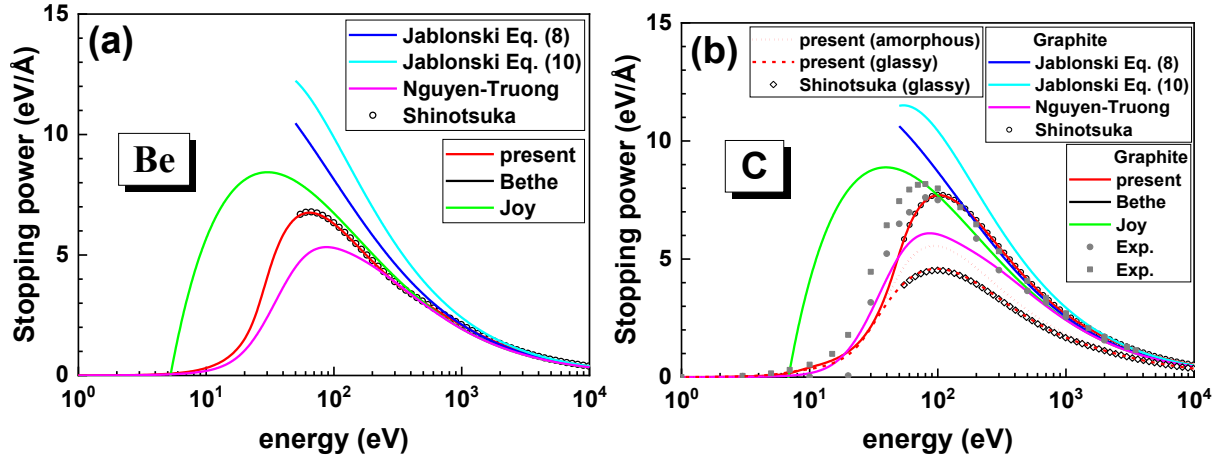 (a)
Jablonski Eq. (8)
Jablonski Eq. (10)
Nguyen-Truong
Shinotsuka
present
Bethe
Joy
Be
Stopping power (eV/Å)
15
10
5
0
10^0 10^1 10^2 10^3 10^4
energy (eV)
(b)
present (amorphous)
present (glassy)
Shinotsuka (glassy)
Graphite
Jablonski Eq. (8)
Jablonski Eq. (10)
Nguyen-Truong
Shinotsuka
Graphite
present
Bethe
Joy
Exp.
Exp.
C
Stopping power (eV/Å)
15
10
5
0
10^0 10^1 10^2 10^3 10^4
energy (eV)